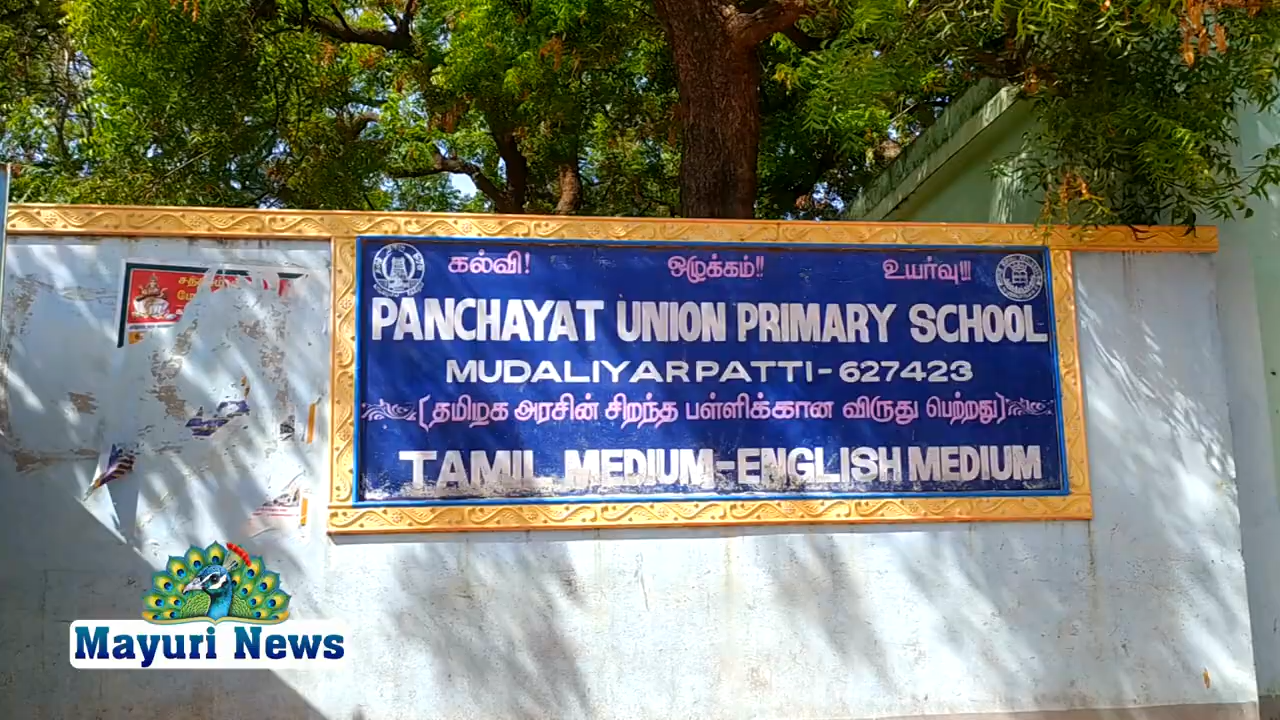 கல்வி! ஒழுக்கம்!! உயர்வு!!!
PANCHAYAT UNION PRIMARY SCHOOL
MUDALIYARPATTI-627423
(தமிழக அரசின் சிறந்த பள்ளிக்கான விருது பெற்றது)
TAMIL MEDIUM-ENGLISH MEDIUM
Mayuri News